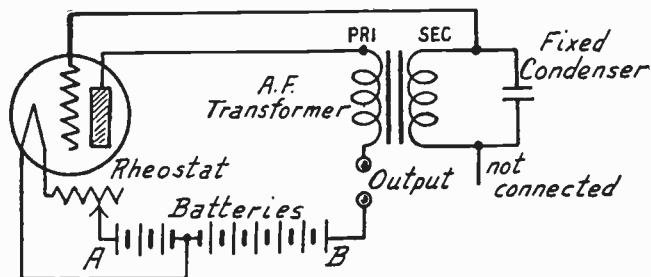 PRI SEC
Fixed
Condenser
A.F.
Transformer
Rheostat
Output
not
connected
Batteries
A
B